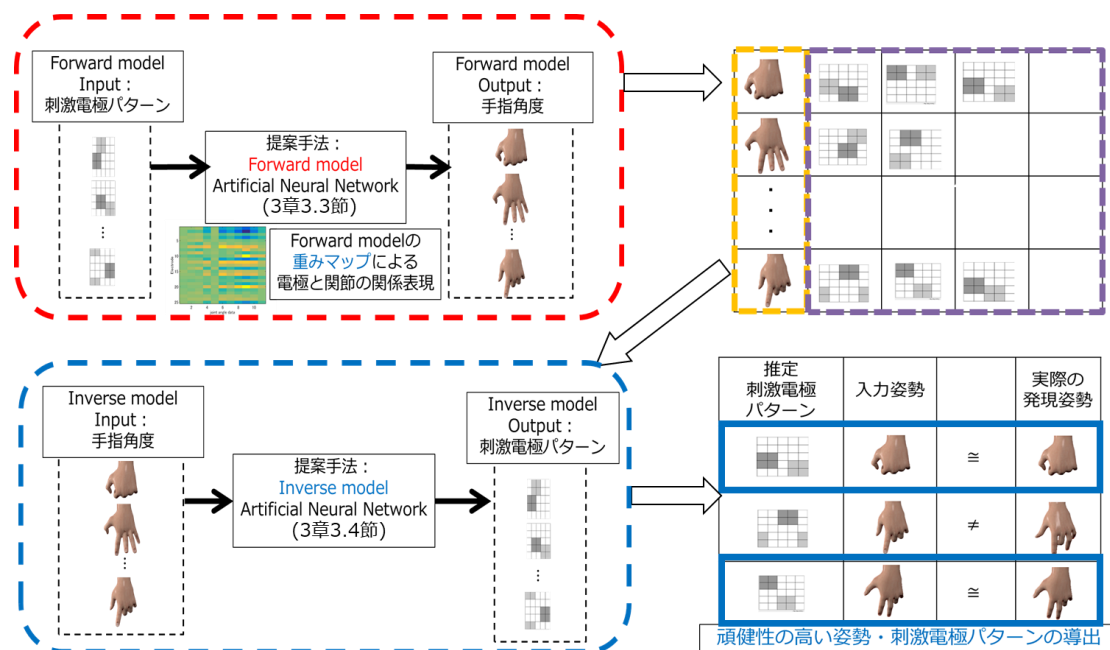 Forward model
Input：
刺激電極パターン
提案手法：
Forward model
Artificial Neural Network
(3章3.3節)
Forward modelの
重みマップによる
電極と関節の関係表現
Forward model
Output：
手指角度
Inverse model
Input：
手指角度
提案手法：
Inverse model
Artificial Neural Network
(3章3.4節)
Inverse model
Output：
刺激電極パターン
推定
刺激電極
パターン
入力姿勢
実際の
発現姿勢
≅
≠
≅
頑健性の高い姿勢・刺激電極パターンの導出